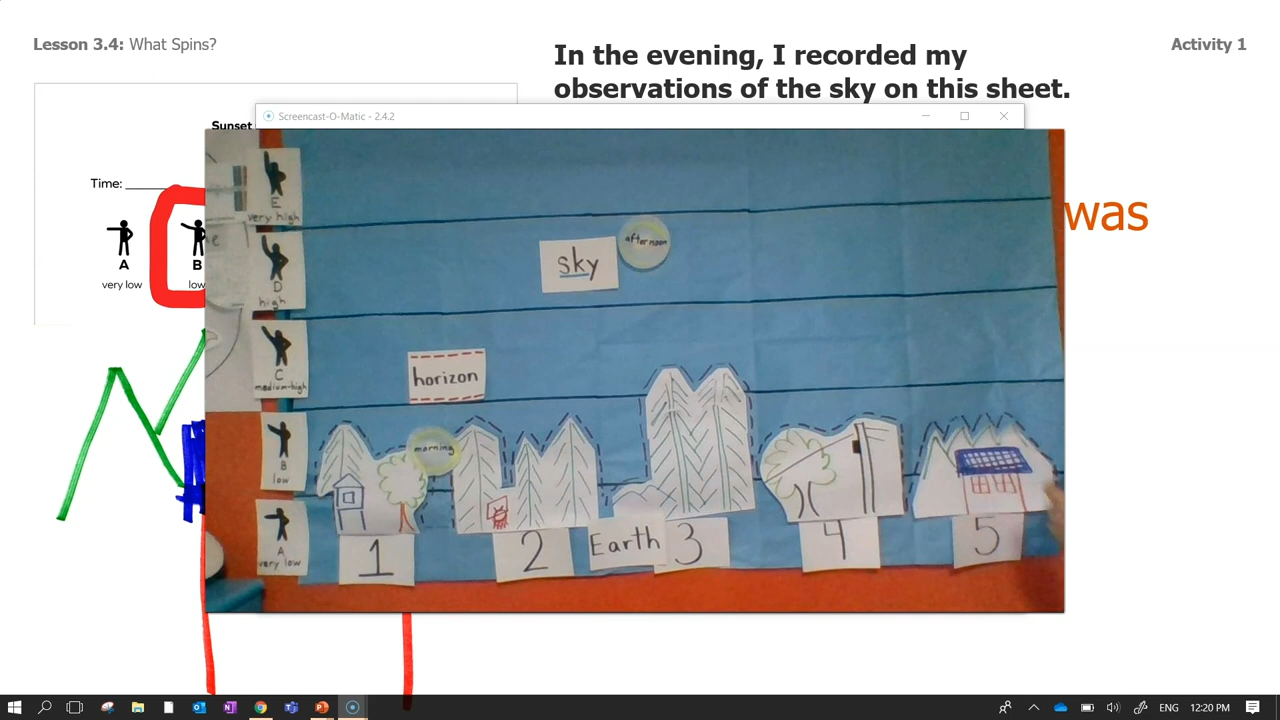 Lesson 3.4: What Spins?
Activity 1
In the evening, I recorded my
observations of the sky on this sheet.
Screencast-O-Matic - 2.4.2
Sunset
Time:
was
A
very low
B
low
E
very high
D
high
C
medium-high
B
low
A
very low
sky
afternoon
horizon
morning
Earth
1
2
3
4
5
ENG
12:20 PM